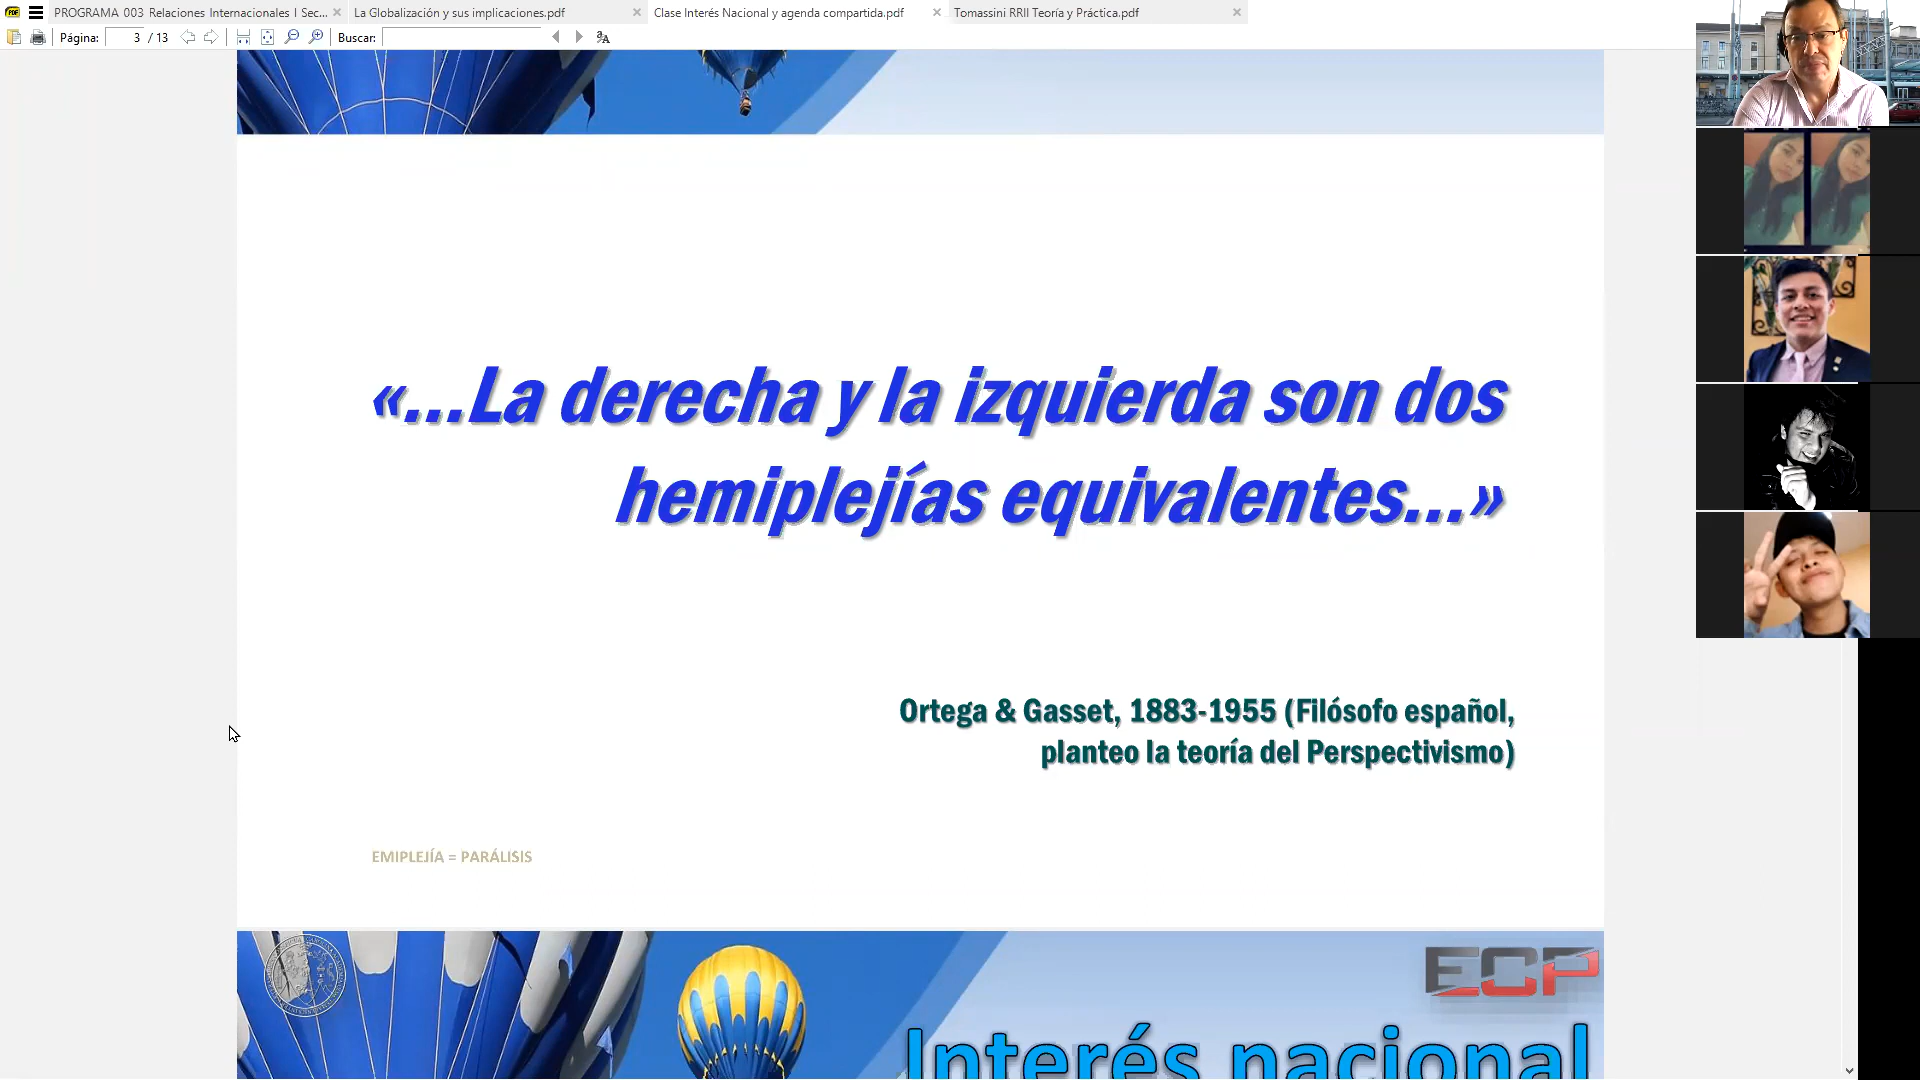 PROGRAMA 003 Relaciones Internacionales I Sec...
La Globalización y sus implicaciones.pdf
Clase Interés Nacional y agenda compartida.pdf
Tomassini RRII Teoría y Práctica.pdf
Página: 3 / 13
Buscar:
«...La derecha y la izquierda son dos
hemiplejías equivalentes...»
Ortega & Gasset, 1883-1955 (Filósofo español,
planteo la teoría del Perspectivismo)
EMIPLEJÍA = PARÁLISIS
ECP
Interés nacional